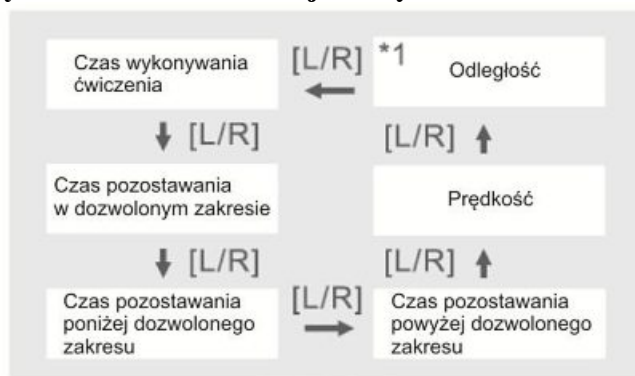 Czas wykonywania
ćwiczenia
[L/R]
*1
Odległość
[L/R]
[L/R]
Czas pozostawania
w dozwolonym zakresie
Prędkość
[L/R]
[L/R]
Czas pozostawania
poniżej dozwolonego
zakresu
[L/R]
Czas pozostawania
powyżej dozwolonego
zakresu